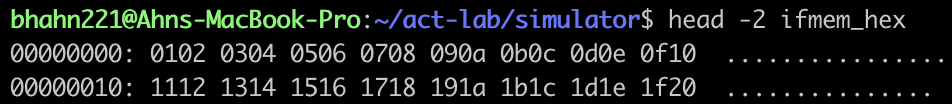 bhahn221@Ahns-MacBook-Pro:~/act-lab/simulator$ head -2 ifmem_hex
00000000: 0102 0304 0506 0708 090a 0b0c 0d0e 0f10  ................
00000010: 1112 1314 1516 1718 191a 1b1c 1d1e 1f20  ...............